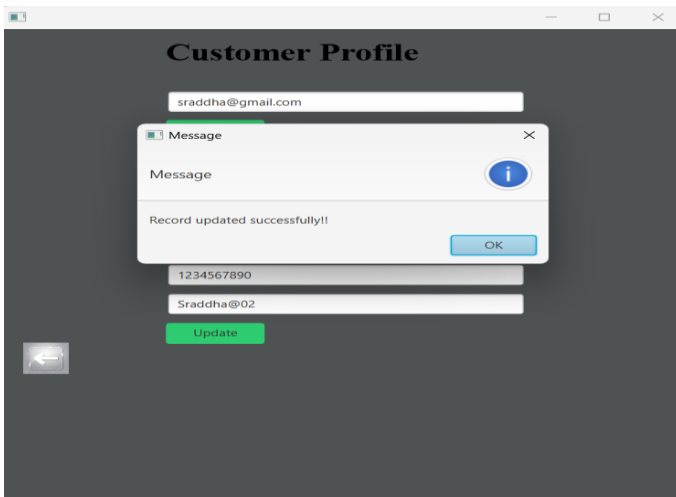 Customer Profile
sraddha@gmail.com
Message
Message
i
Record updated successfully!!
OK
1234567890
Sraddha@02
Update